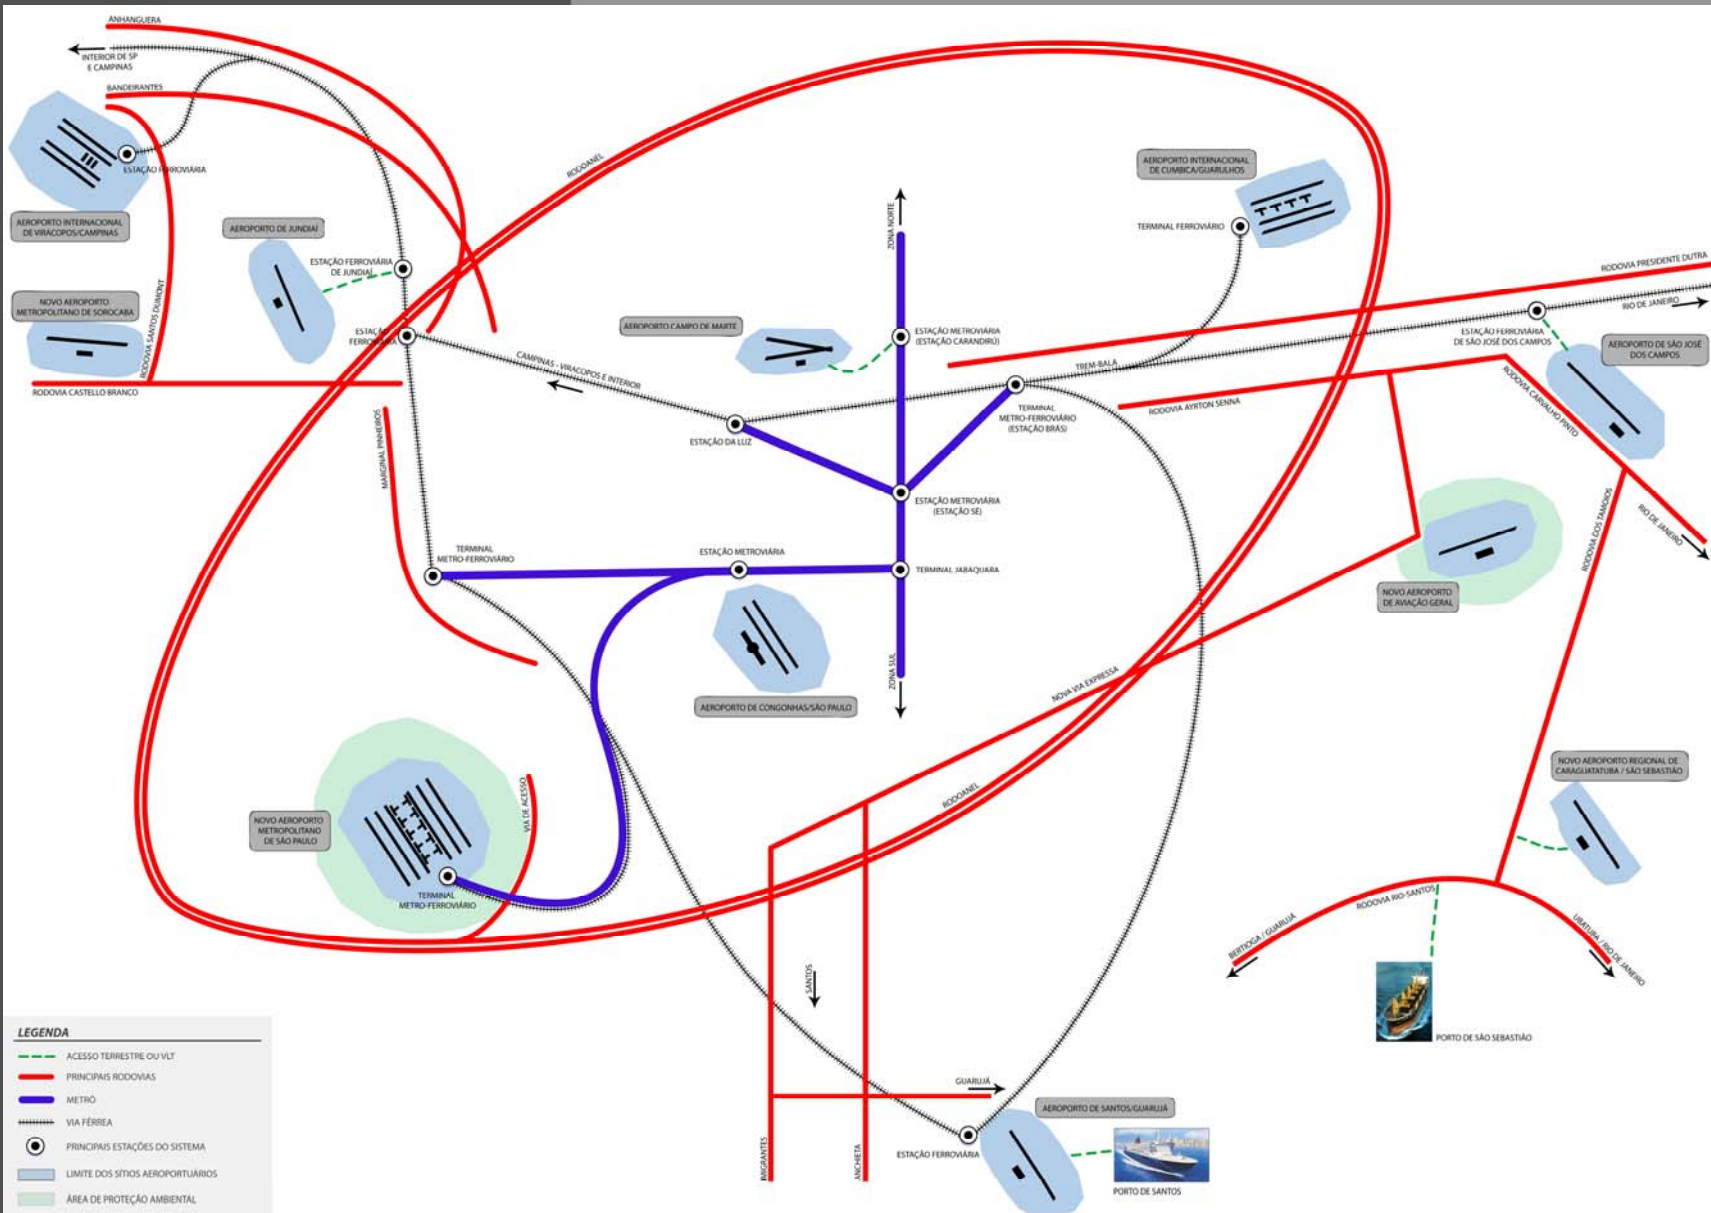 ANHANGUERA
INTERIOR DE SP
E CAMPINAS
BANDEIRANTES
ESTAÇÃO FERROVIÁRIA
AEROPORTO INTERNACIONAL
DE VIRACOPOS/CAMPINAS
AEROPORTO DE JUNDIAÍ
ESTAÇÃO FERROVIÁRIA
DE JUNDIAÍ
NOVO AEROPORTO
METROPOLITANO DE SOROCABA
RODOVIA SANTOS DUMONT
ESTAÇÃO
FERROVIÁRIA
RODOVIA CASTELLO BRANCO
RODOANEL
AEROPORTO INTERNACIONAL
DE CUMBICA/GUARULHOS
TERMINAL FERROVIÁRIO
ZONA NORTE
RODOVIA PRESIDENTE DUTRA
RIO DE JANEIRO
AEROPORTO CAMPO DE MARTE
ESTAÇÃO METROVIÁRIA
(ESTAÇÃO CARANDIRÚ)
ESTAÇÃO FERROVIÁRIA
DE SÃO JOSÉ DOS CAMPOS
AEROPORTO DE SÃO JOSÉ
DOS CAMPOS
CAMPINAS - VIRACOPOS E INTERIOR
TREM-BALA
RODOVIA AYRTON SENNA
RODOVIA CARVALHO PINTO
TERMINAL
METRO-FERROVIÁRIO
(ESTAÇÃO BRÁS)
ESTAÇÃO DA LUZ
MARGINAL PINHEIROS
ESTAÇÃO METROVIÁRIA
(ESTAÇÃO SÉ)
RODOVIA DOS TAMOIOS
RIO DE JANEIRO
TERMINAL
METRO-FERROVIÁRIO
ESTAÇÃO METROVIÁRIA
TERMINAL JABAQUARA
NOVO AEROPORTO
DE AVIAÇÃO GERAL
ZONA SUL
NOVA VIA EXPRESSA
AEROPORTO DE CONGONHAS/SÃO PAULO
NOVO AEROPORTO REGIONAL DE
CARAGUATATUBA / SÃO SEBASTIÃO
NOVO AEROPORTO
METROPOLITANO
DE SÃO PAULO
VIA DE ACESSO
RODOANEL
TERMINAL
METRO-FERROVIÁRIO
RODOVIA RIO-SANTOS
BERTIOGA / GUARUJÁ
UBATUPA / RIO DE JANEIRO
SANTOS
PORTO DE SÃO SEBASTIÃO
GUARUJÁ
AEROPORTO DE SANTOS/GUARUJÁ
IMIGRANTES
ANCHIETA
ESTAÇÃO FERROVIÁRIA
PORTO DE SANTOS
LEGENDA
ACESSO TERRESTRE OU VLT
PRINCIPAIS RODOVIAS
METRÔ
VIA FÉRREA
PRINCIPAIS ESTAÇÕES DO SISTEMA
LIMITE DOS SÍTIOS AEROPORTUÁRIOS
ÁREA DE PROTEÇÃO AMBIENTAL